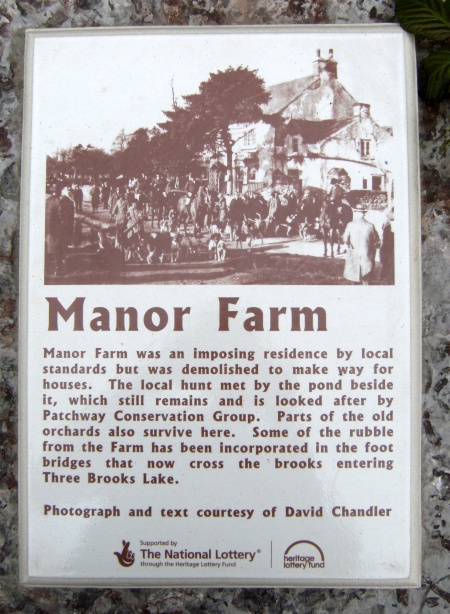 Manor Farm
Manor Farm was an imposing residence by local
standards but was demolished to make way for
houses. The local hunt met by the pond beside
it, which still remains and is looked after by
Patchway Conservation Group. Parts of the old
orchards also survive here. Some of the rubble
from the Farm has been incorporated in the foot
bridges that now cross the brooks entering
Three Brooks Lake.
Photograph and text courtesy of David Chandler
Supported by
The National Lottery®
through the Heritage Lottery Fund
heritage
lottery fund